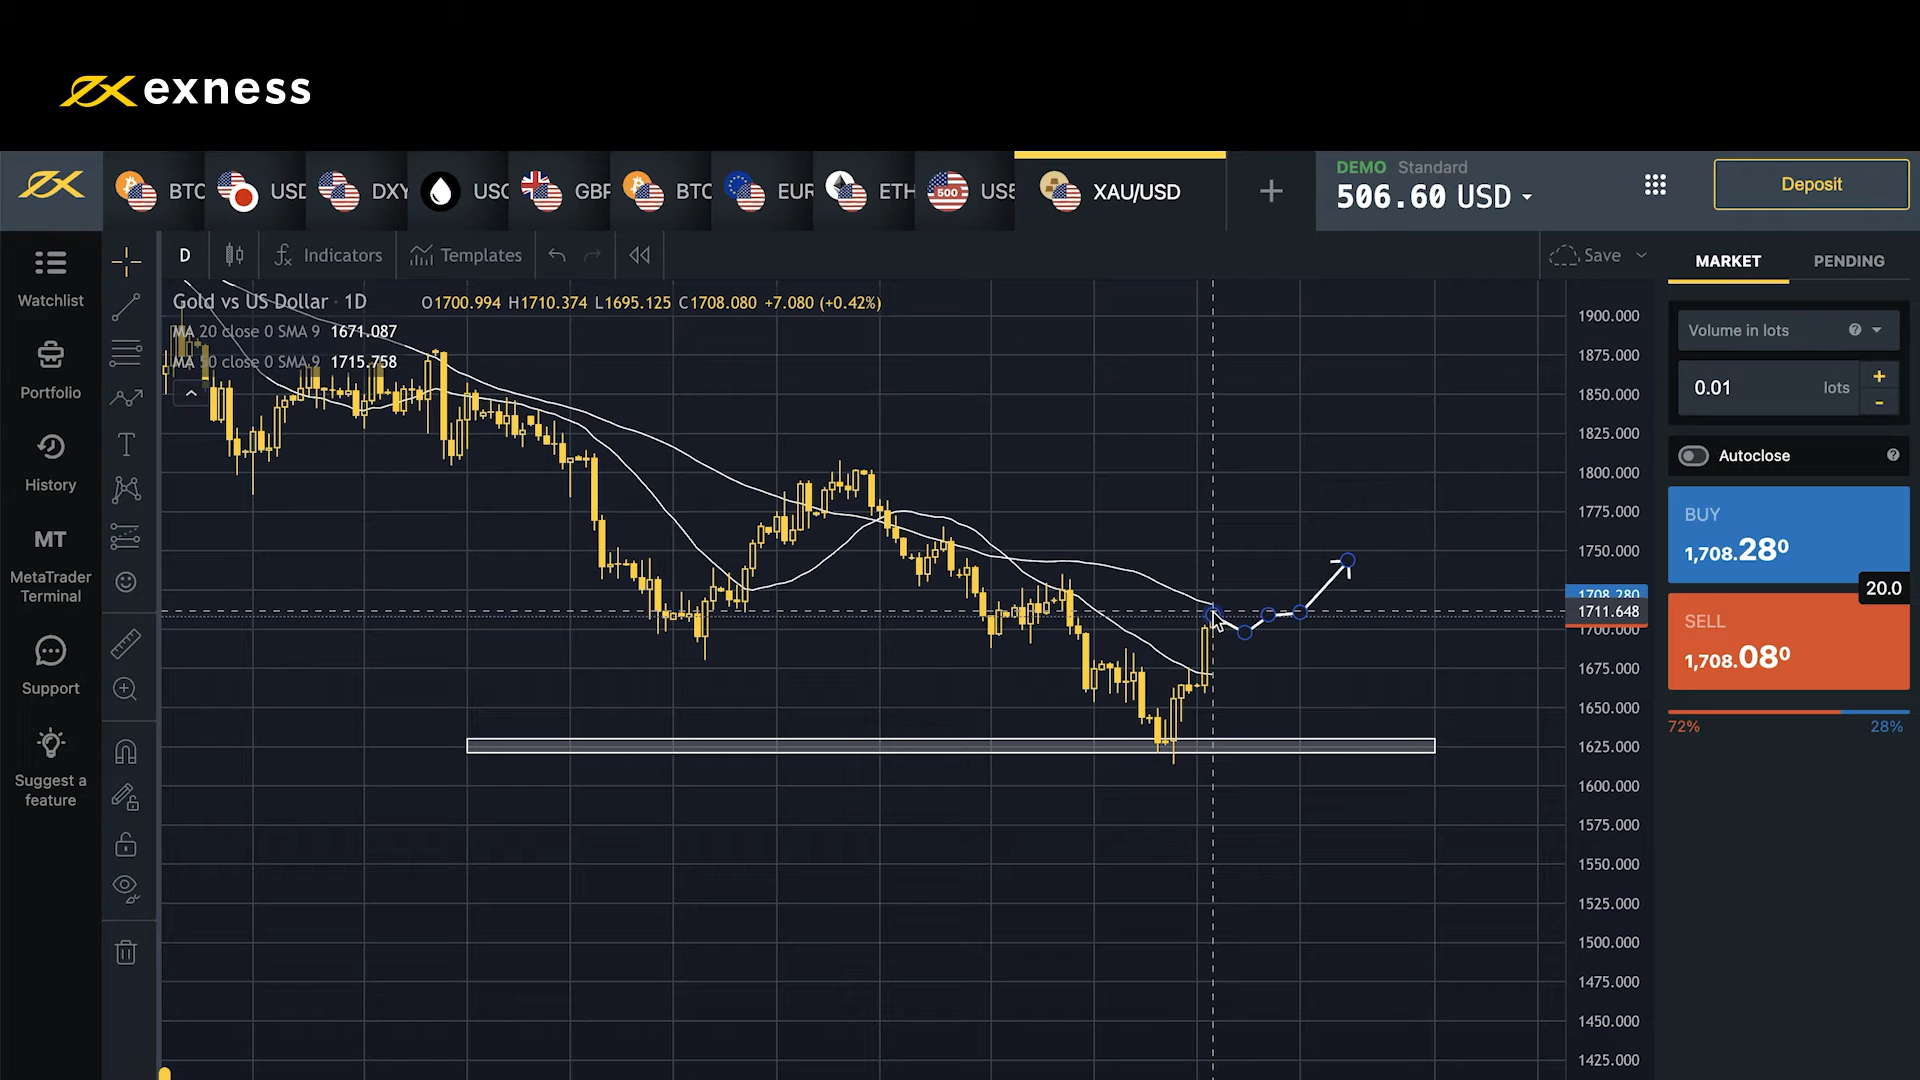 exness
BTC
USD
DXY
USO
GBP
BTC
EUR
ETH
500
US5
XAU/USD
DEMO Standard
506.60 USD
Deposit
D
Indicators
Templates
Save
MARKET
PENDING
Watchlist
Portfolio
History
MT
MetaTrader
Terminal
Support
Suggest a
feature
Gold vs US Dollar · 1D O1700.994 H1710.374 L1695.125 C1708.080 +7.080 (+0.42%)
MA 20 close 0 SMA 9 1671.087
MA 50 close 0 SMA 9 1715.758
1900.000
1875.000
1850.000
1825.000
1800.000
1775.000
1750.000
1708.280
1711.648
1700.000
1675.000
1650.000
1625.000
1600.000
1575.000
1550.000
1525.000
1500.000
1475.000
1450.000
1425.000
Volume in lots
0.01 lots
+
-
Autoclose
BUY
1,708.280
20.0
SELL
1,708.080
72%
28%